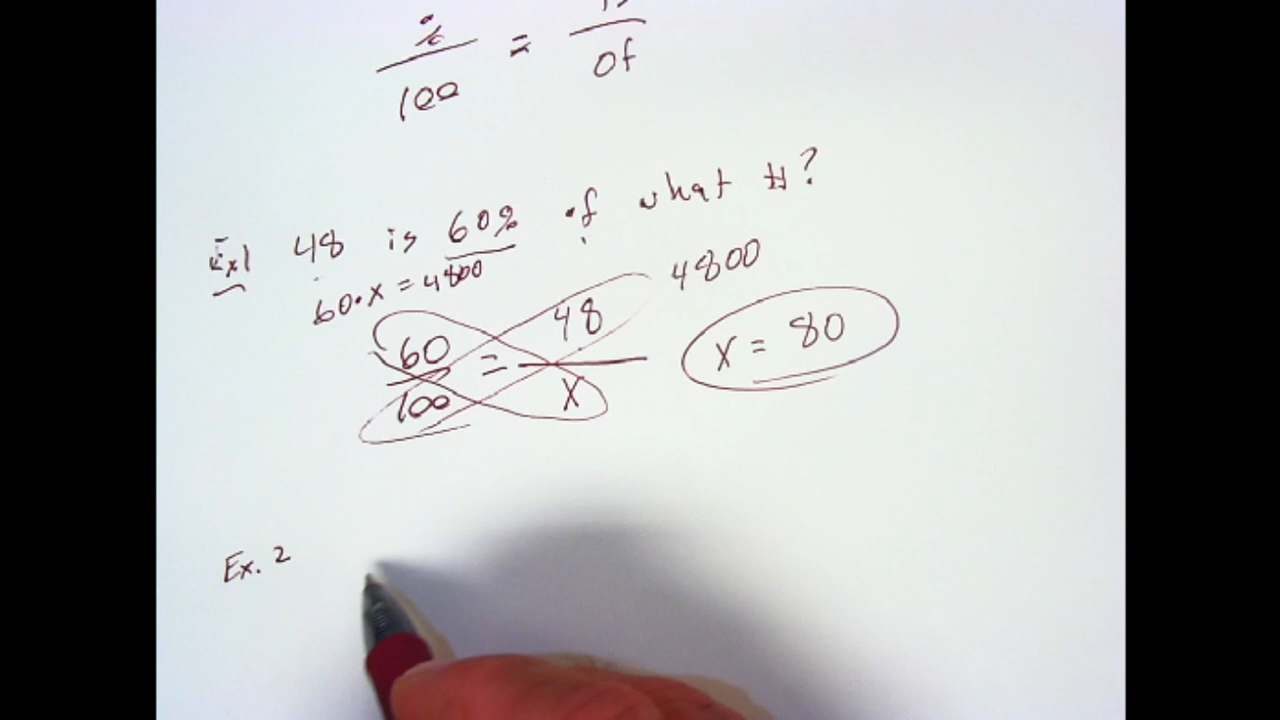 % = 
100 of
Ex1 48 is 60% of what #?
60·x = 4800 4800
60 = 48
100 x
x = 80
Ex. 2